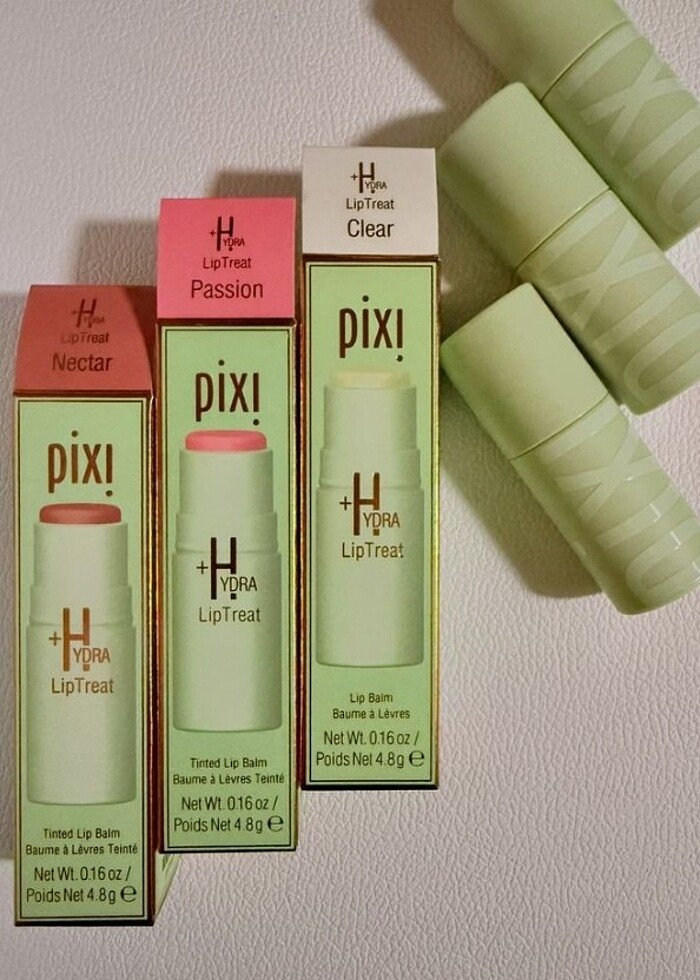 +HYDRA
LipTreat
Nectar
pixi
+HYDRA
LipTreat
Tinted Lip Balm
Baume à Lèvres Teinté
Net Wt. 0.16 oz /
Poids Net 4.8g ℮
+HYDRA
LipTreat
Passion
pixi
+HYDRA
LipTreat
Tinted Lip Balm
Baume à Lèvres Teinté
Net Wt. 0.16 oz /
Poids Net 4.8g ℮
+HYDRA
LipTreat
Clear
pixi
+HYDRA
LipTreat
Lip Balm
Baume à Lèvres
Net Wt. 0.16 oz /
Poids Net 4.8g ℮
PIXI
PIXI
PIXI